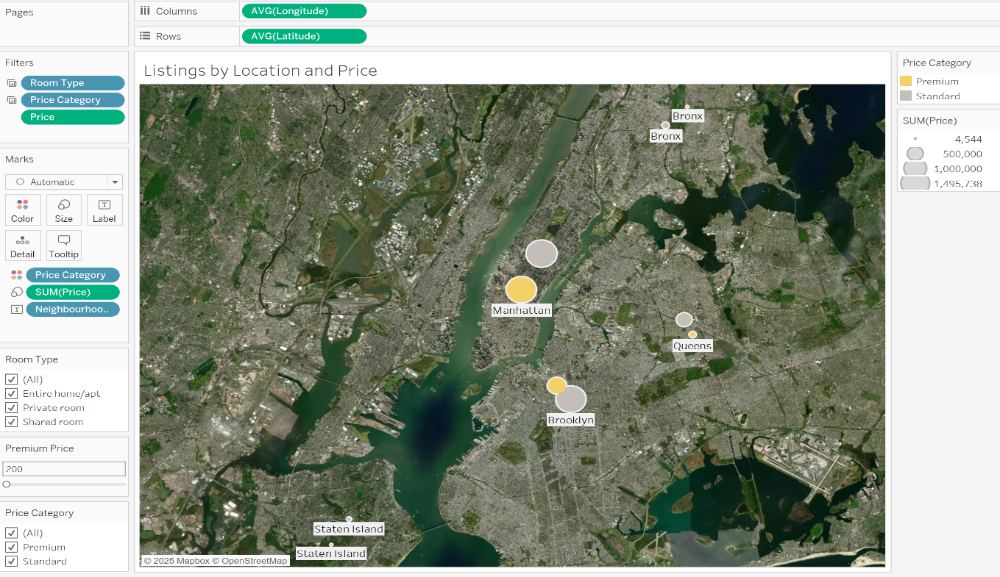 Pages
Columns
AVG(Longitude)
Rows
AVG(Latitude)
Filters
Room Type
Price Category
Price
Marks
Automatic
Color
Size
Label
Detail
Tooltip
Price Category
SUM(Price)
Neighbourhoo..
Room Type
(All)
Entire home/apt
Private room
Shared room
Premium Price
200
Price Category
(All)
Premium
Standard
Listings by Location and Price
Bronx
Bronx
Manhattan
Queens
Brooklyn
Staten Island
Staten Island
© 2025 Mapbox © OpenStreetMap
Price Category
Premium
Standard
SUM(Price)
4,544
500,000
1,000,000
1,495,738